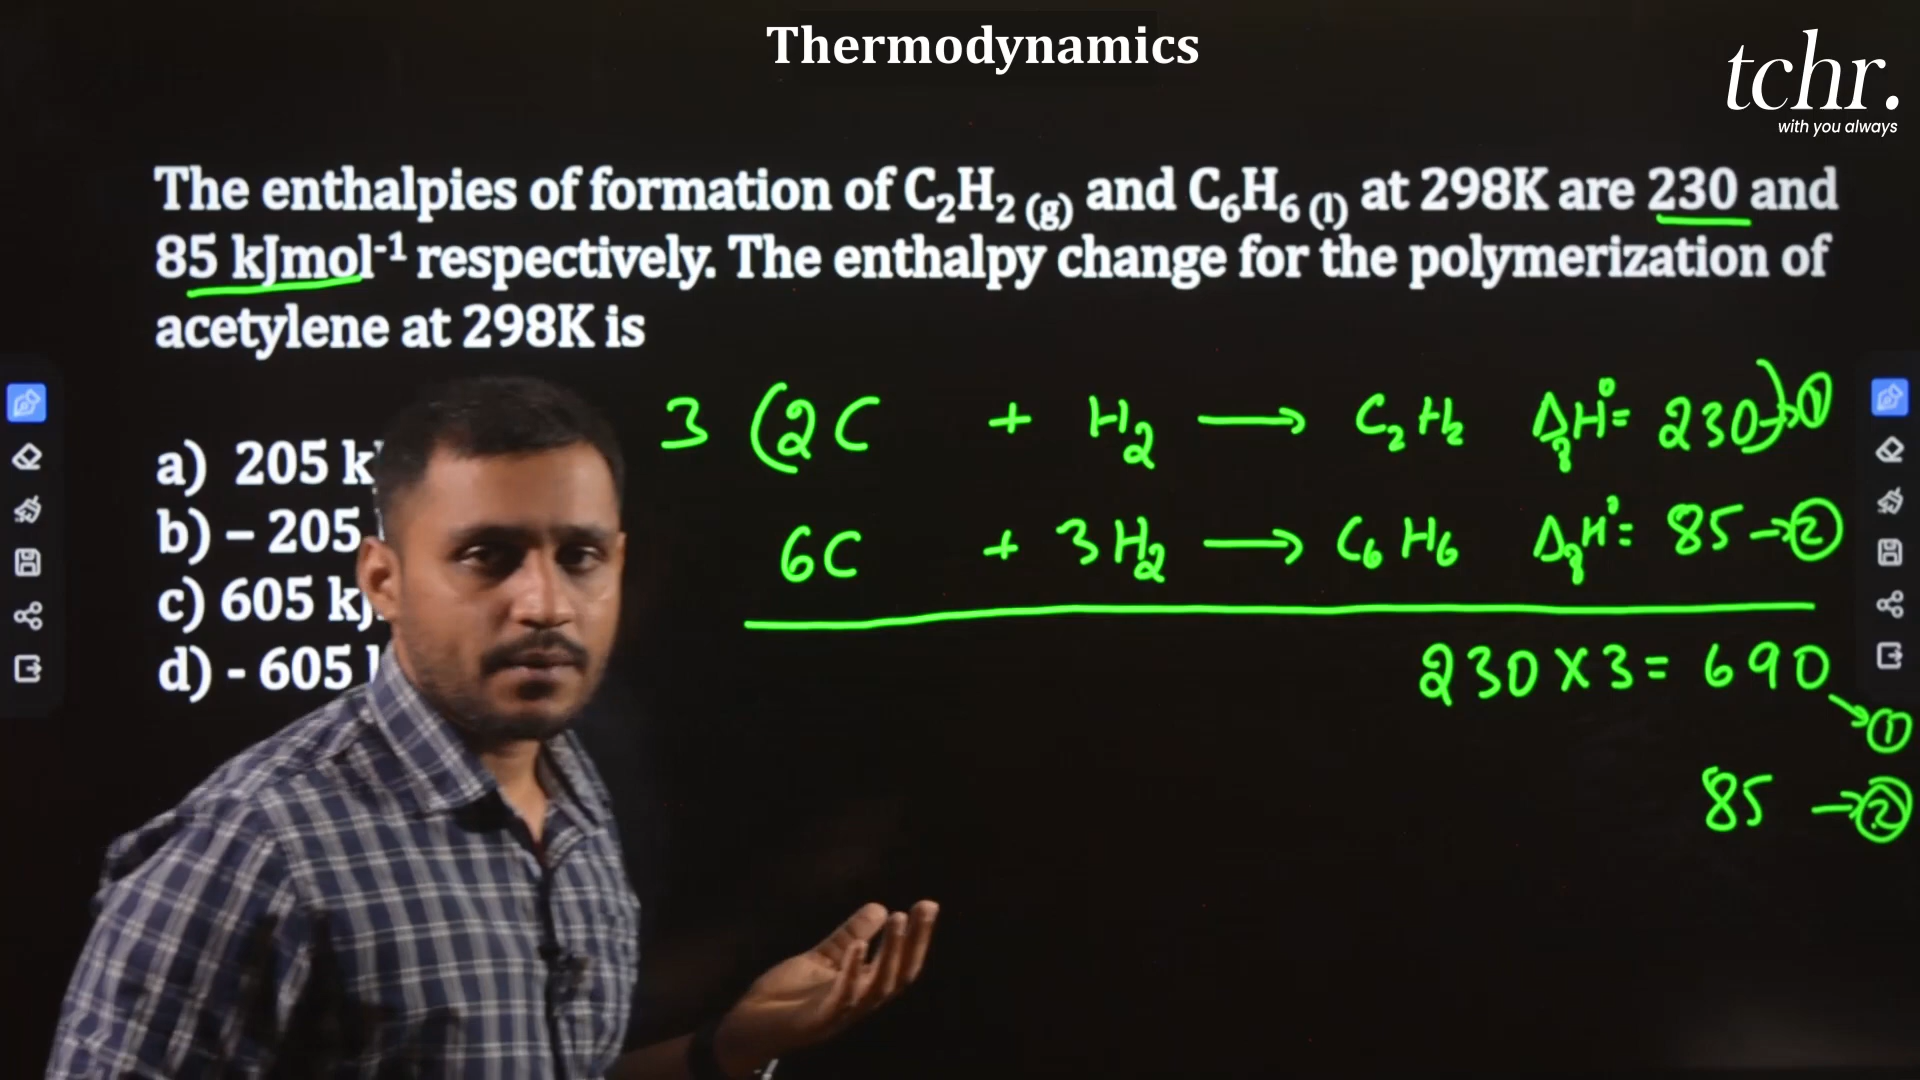 Thermodynamics
tchr.
with you always
The enthalpies of formation of C₂H₂ (g) and C₆H₆ (l) at 298K are 230 and
85 kJmol⁻¹ respectively. The enthalpy change for the polymerization of
acetylene at 298K is
3 (2C + H₂ ⟶ C₂H₂ ΔfH°= 230)→①
a) 205 k
6C + 3H₂ ⟶ C₆H₆ ΔfH°= 85→②
b) – 205
c) 605 kJ
d) - 605
230 X 3 = 690
→①
85 →②